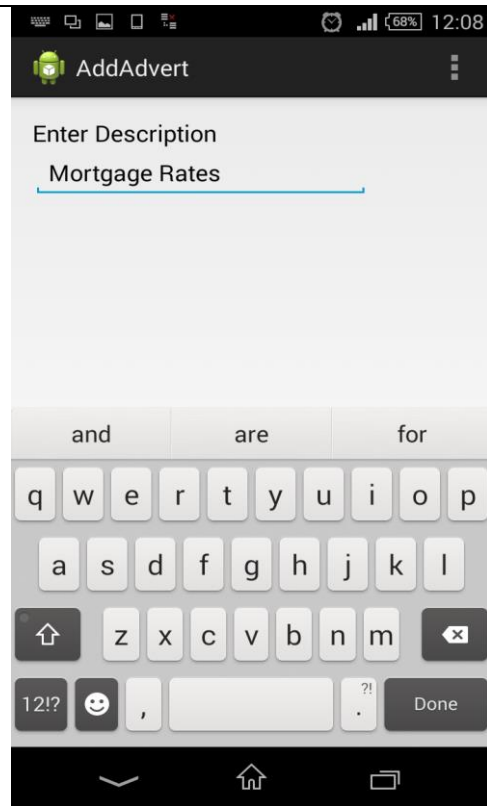 68% 12:08
AddAdvert
Enter Description
Mortgage Rates
and are for
q w e r t y u i o p
a s d f g h j k l
z x c v b n m
12!? , ?! . Done